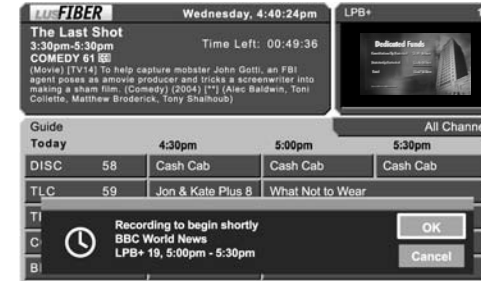 LUSFIBER
Wednesday, 4:40:24pm
LPB+
The Last Shot
3:30pm-5:30pm
Time Left: 00:49:36
COMEDY 61
(Movie) [TV14] To help capture mobster John Gotti, an FBI
agent poses as amovie producer and tricks a screenwriter into
making a sham film. (Comedy) (2004) [**] (Alec
Baldwin, Toni
Collette, Matthew Broderick, Tony Shalhoub)
Dedicated Funds
Guide
All Channe
Today 4:30pm 5:00pm 5:30pm
DISC 58 Cash Cab Cash Cab Cash Cab
TLC 59 Jon & Kate Plus 8 What Not to Wear
Recording to begin shortly
BBC World News
LPB+ 19, 5:00pm - 5:30pm
OK
Cancel